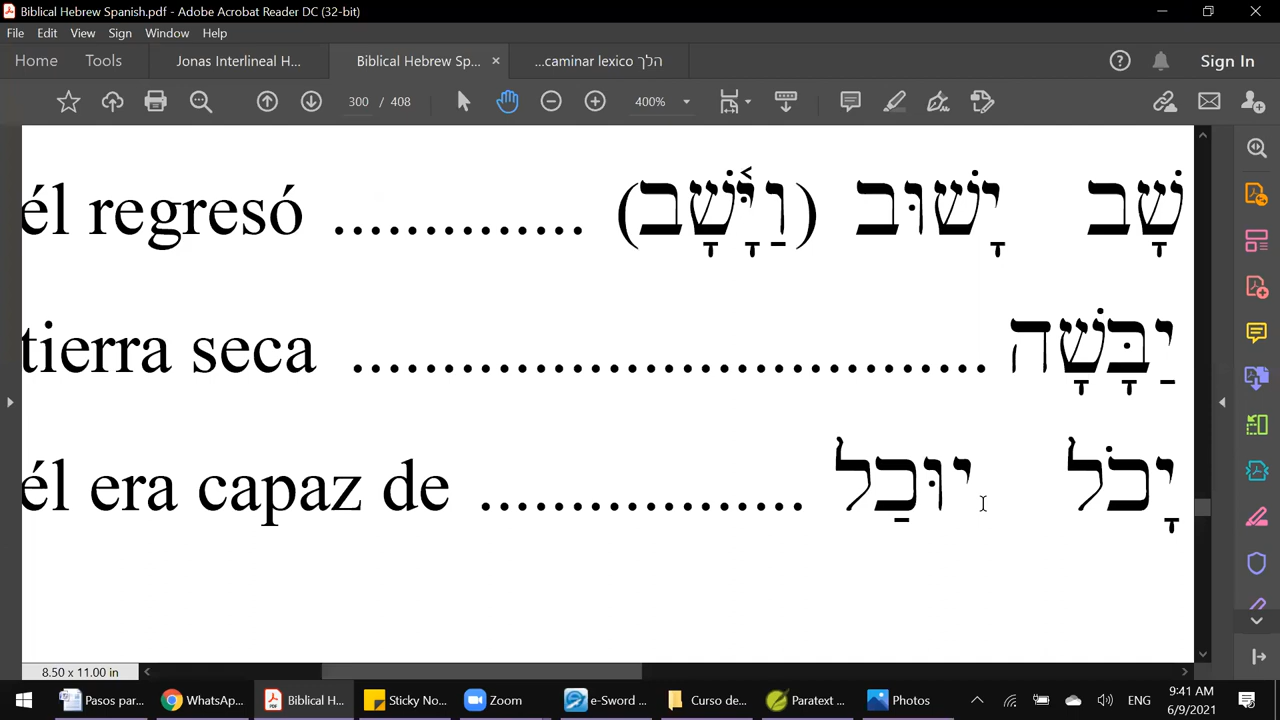 Biblical Hebrew Spanish.pdf - Adobe Acrobat Reader DC (32-bit)
File Edit View Sign Window Help
Home Tools Jonas Interlineal H... Biblical Hebrew Sp... × ...caminar lexico הלך Sign In
300 / 408 400%
él regresó .............. שָׁב יָשׁוּב (וַיָּ֫שָׁב)
tierra seca .................................. יַבָּשָׁה
él era capaz de .................. יָכֹל יוּכַל
8.50 x 11.00 in
Pasos par... WhatsAp... Biblical H... Sticky No... Zoom e-Sword ... Curso de... Paratext ... Photos ENG 9:41 AM
6/9/2021